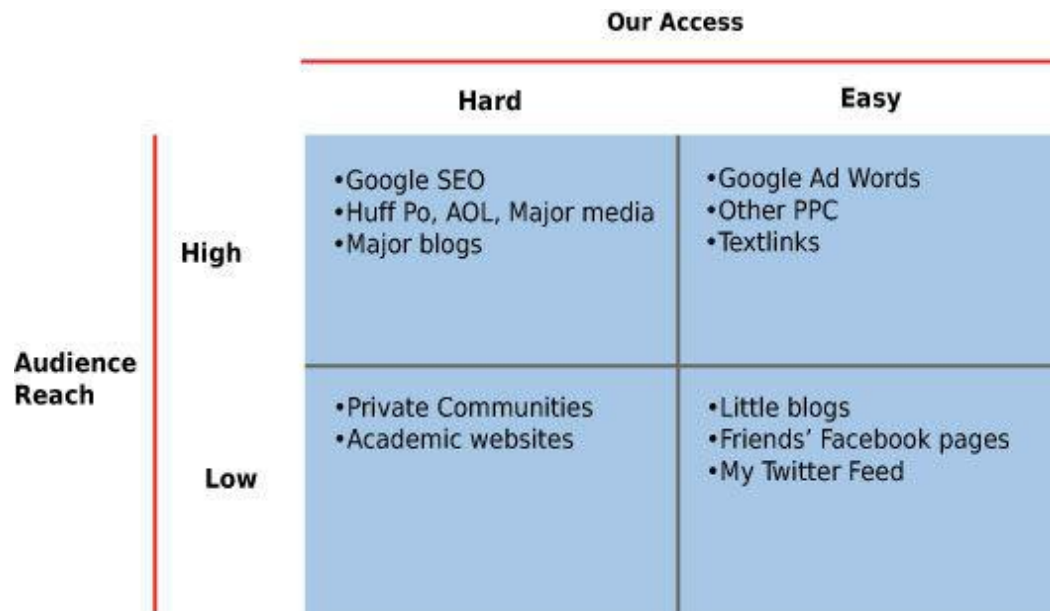 Our Access
Hard
Easy
•Google SEO
•Huff Po, AOL, Major media
•Major blogs
•Google Ad Words
•Other PPC
•Textlinks
High
Audience
Reach
•Private Communities
•Academic websites
•Little blogs
•Friends’ Facebook pages
•My Twitter Feed
Low